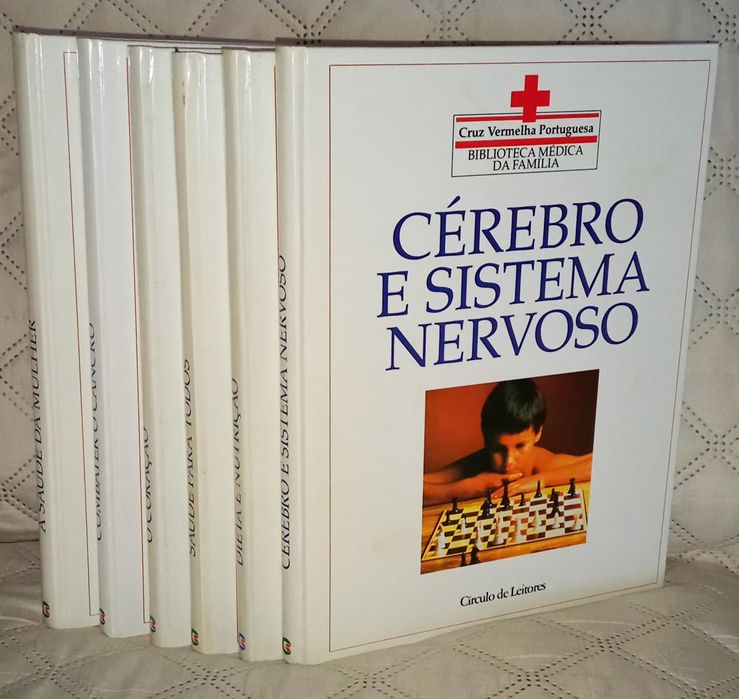 A SAÚDE DA MULHER
COMBATER O CANCRO
O CORAÇÃO
SAÚDE PARA TODOS
DIETA E NUTRIÇÃO
CÉREBRO E SISTEMA NERVOSO
Cruz Vermelha Portuguesa
BIBLIOTECA MÉDICA
DA FAMÍLIA
CÉREBRO
E SISTEMA
NERVOSO
Círculo de Leitores